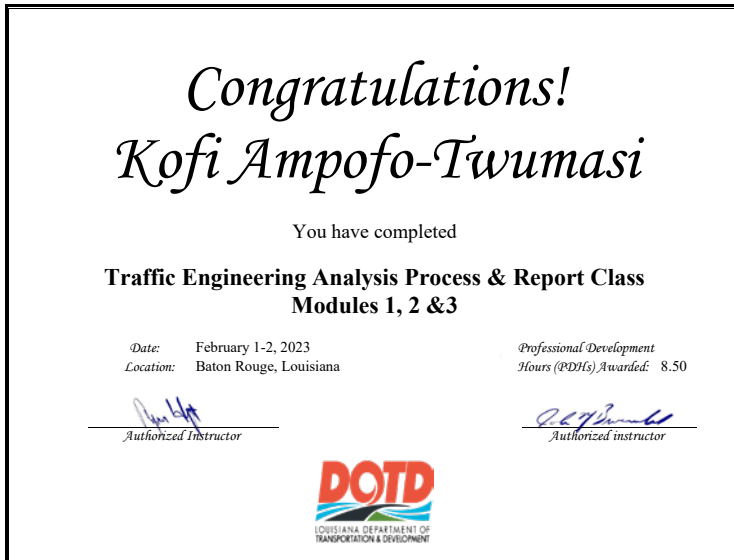 Congratulations!
Kofi Ampofo-Twumasi
You have completed
Traffic Engineering Analysis Process & Report Class
Modules 1, 2 &3
Date: February 1-2, 2023
Location: Baton Rouge, Louisiana
Professional Development
Hours (PDHs) Awarded: 8.50
Authorized Instructor
Authorized instructor
DOTD
LOUISIANA DEPARTMENT OF
TRANSPORTATION & DEVELOPMENT